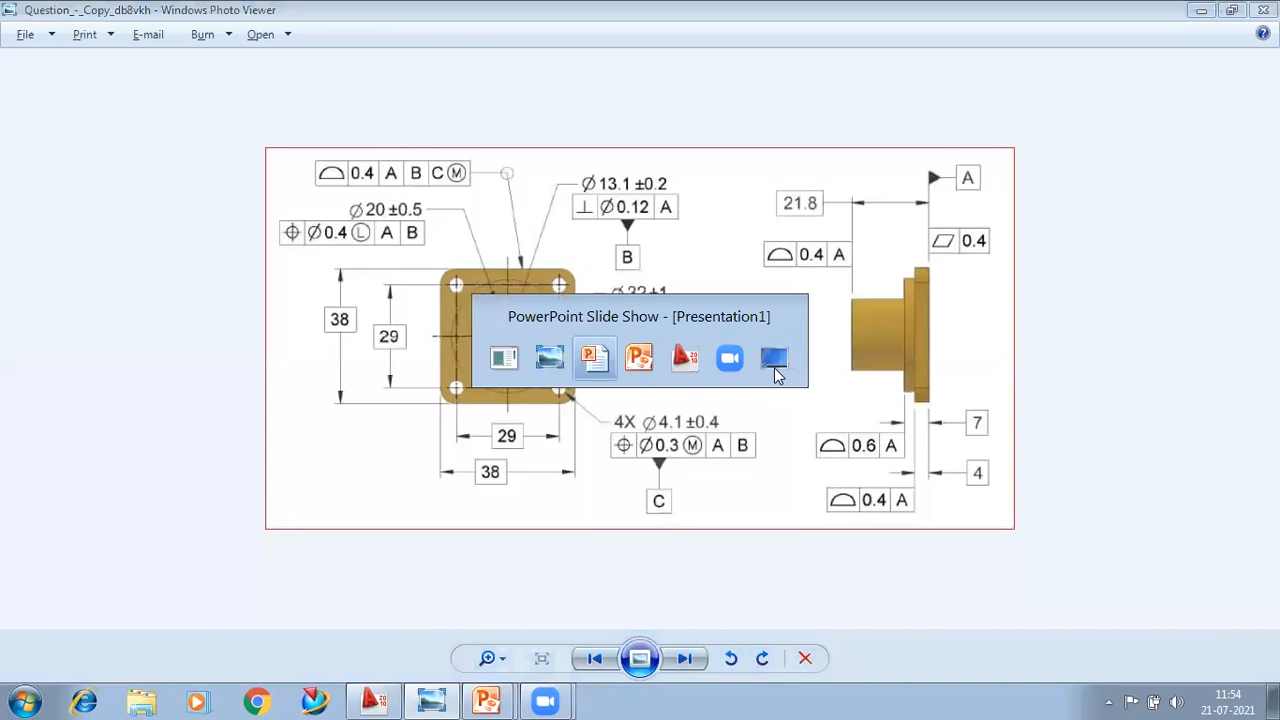 Question_-_Copy_db8vkh - Windows Photo Viewer
File Print E-mail Burn Open
⌓ 0.4 A B C Ⓜ
Ø 13.1 ±0.2
⊥ Ø 0.12 A
B
Ø 20 ±0.5
⌖ Ø 0.4 Ⓛ A B
21.8
A
⏥ 0.4
⌓ 0.4 A
38
29
PowerPoint Slide Show - [Presentation1]
29
38
4X Ø 4.1 ±0.4
⌖ Ø 0.3 Ⓜ A B
C
7
⌓ 0.6 A
4
⌓ 0.4 A
11:54
21-07-2021